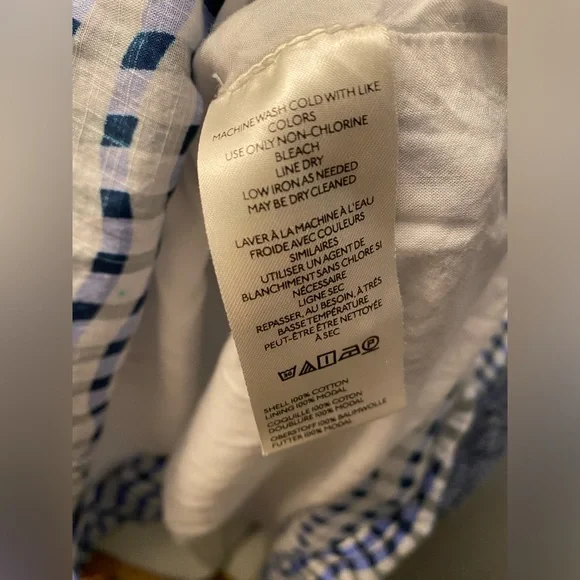 MACHINE WASH COLD WITH LIKE
COLORS
USE ONLY NON-CHLORINE
BLEACH
LINE DRY
LOW IRON AS NEEDED
MAY BE DRY CLEANED
LAVER À LA MACHINE À L'EAU
FROIDE AVEC COULEURS
SIMILAIRES
UTILISER UN AGENT DE
BLANCHIMENT SANS CHLORE SI
NÉCESSAIRE
LIGNE SEC
REPASSER, AU BESOIN, À TRÈS
BASSE TEMPÉRATURE
PEUT-ÊTRE ÊTRE NETTOYÉE
À SEC
30 P
SHELL 100% COTTON
LINING 100% MODAL
COQUILLE 100% COTON
DOUBLURE 100% MODAL
OBERSTOFF 100% BAUMWOLLE
FUTTER 100% MODAL